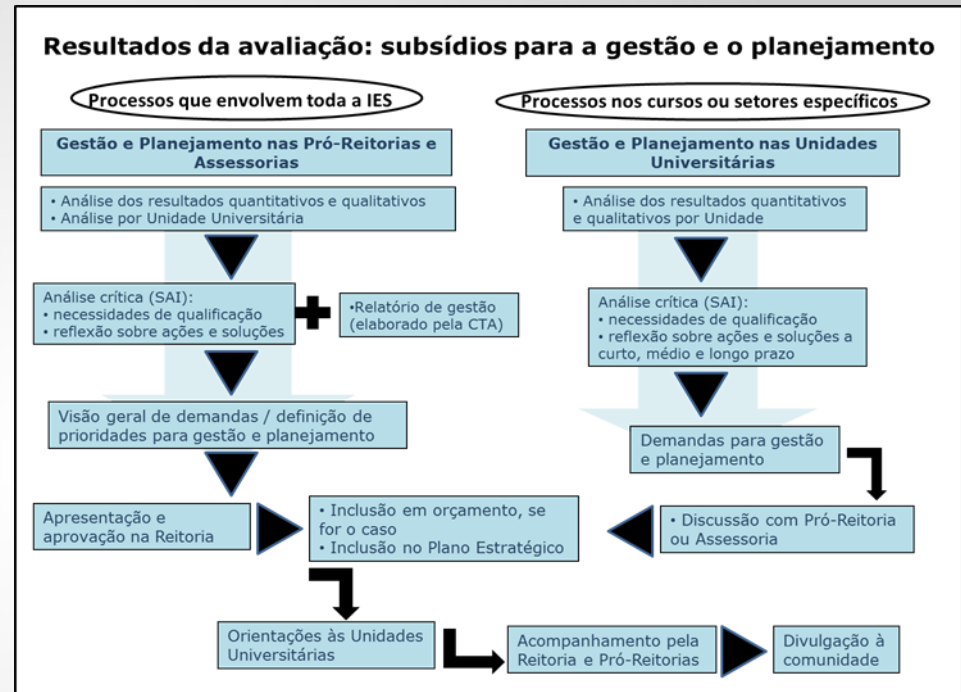 Resultados da avaliação: subsídios para a gestão e o planejamento
Processos que envolvem toda a IES
Gestão e Planejamento nas Pró-Reitorias e
Assessorias
• Análise dos resultados quantitativos e qualitativos
• Análise por Unidade Universitária
Análise crítica (SAI):
• necessidades de qualificação
• reflexão sobre ações e soluções
•Relatório de gestão
(elaborado pela CTA)
Visão geral de demandas / definição de
prioridades para gestão e planejamento
Apresentação e
aprovação na Reitoria
Processos nos cursos ou setores específicos
Gestão e Planejamento nas Unidades
Universitárias
• Análise dos resultados quantitativos
e qualitativos por Unidade
Análise crítica (SAI):
• necessidades de qualificação
• reflexão sobre ações e soluções a
curto, médio e longo prazo
Demandas para gestão
e planejamento
• Discussão com Pró-Reitoria
ou Assessoria
• Inclusão em orçamento, se
for o caso
• Inclusão no Plano Estratégico
Orientações às Unidades
Universitárias
Acompanhamento pela
Reitoria e Pró-Reitorias
Divulgação à
comunidade